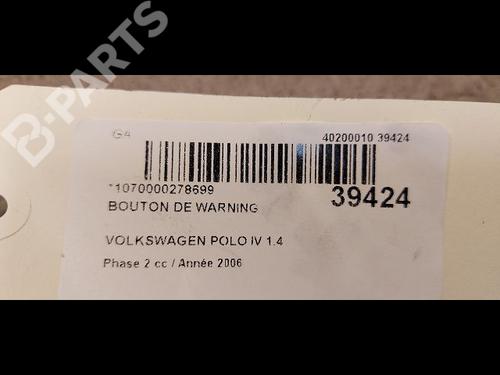 B-PARTS
G4
40200010 39424
*1070000278699
39424
BOUTON DE WARNING
VOLKSWAGEN POLO IV 1.4
Phase 2 cc / Année 2006